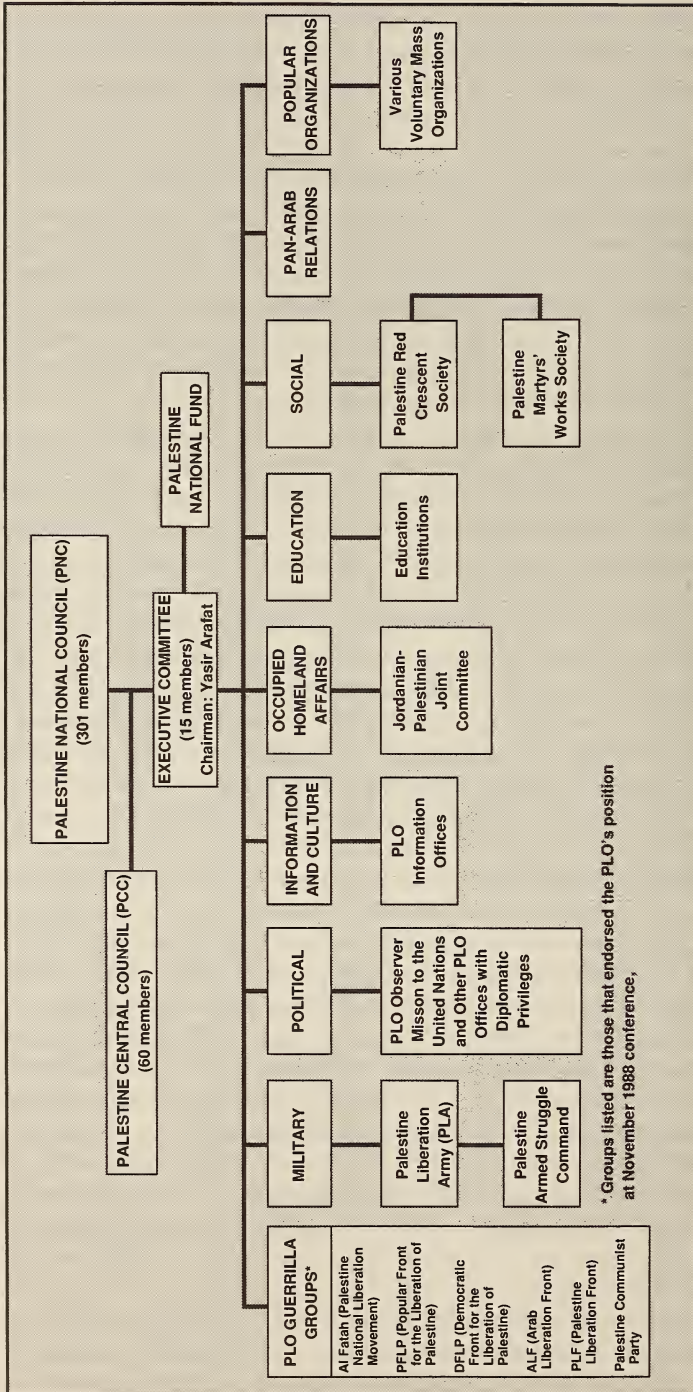 PALESTINE NATIONAL COUNCIL (PNC)
(301 members)
PALESTINE CENTRAL COUNCIL (PCC)
(60 members)
EXECUTIVE COMMITTEE
(15 members)
Chairman: Yasir Arafat
PALESTINE
NATIONAL FUND
PLO GUERRILLA
GROUPS*
Al Fatah (Palestine
National Liberation
Movement)
PFLP (Popular Front
for the Liberation of
Palestine)
DFLP (Democratic
Front for the
Liberation of
Palestine)
ALF (Arab
Liberation Front)
PLF (Palestine
Liberation Front)
Palestine Communist
Party
MILITARY
Palestine
Liberation
Army (PLA)
Palestine
Armed Struggle
Command
POLITICAL
PLO Observer
Misson to the
United Nations
and Other PLO
Offices with
Diplomatic
Privileges
INFORMATION
AND CULTURE
PLO
Information
Offices
OCCUPIED
HOMELAND
AFFAIRS
Jordanian-
Palestinian
Joint
Committee
EDUCATION
Education
Institutions
SOCIAL
Palestine Red
Crescent
Society
Palestine
Martyrs'
Works Society
PAN-ARAB
RELATIONS
POPULAR
ORGANIZATIONS
Various
Voluntary Mass
Organizations
* Groups listed are those that endorsed the PLO's position
at November 1988 conference,